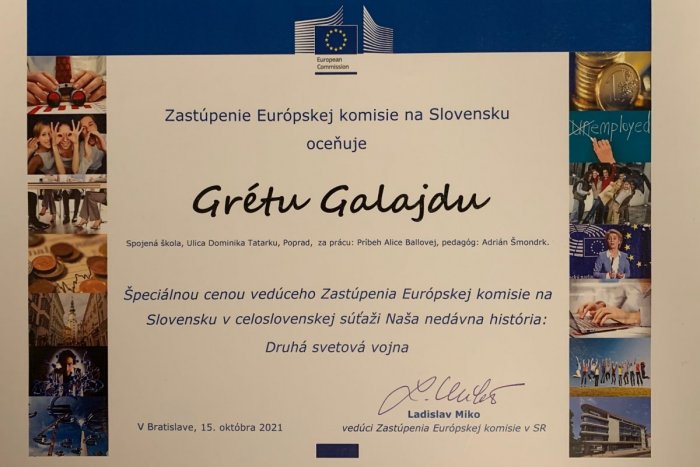 European
Commission
Zastúpenie Európskej komisie na Slovensku
oceňuje
Grétu Galajdu
Spojená škola, Ulica Dominika Tatarku, Poprad, za prácu: Príbeh Alice Ballovej, pedagóg: Adrián Šmondrk.
Špeciálnou cenou vedúceho Zastúpenia Európskej komisie na
Slovensku v celoslovenskej súťaži Naša nedávna história:
Druhá svetová vojna
Ladislav Miko
V Bratislave, 15. októbra 2021
vedúci Zastúpenia Európskej komisie v SR
Unemployed